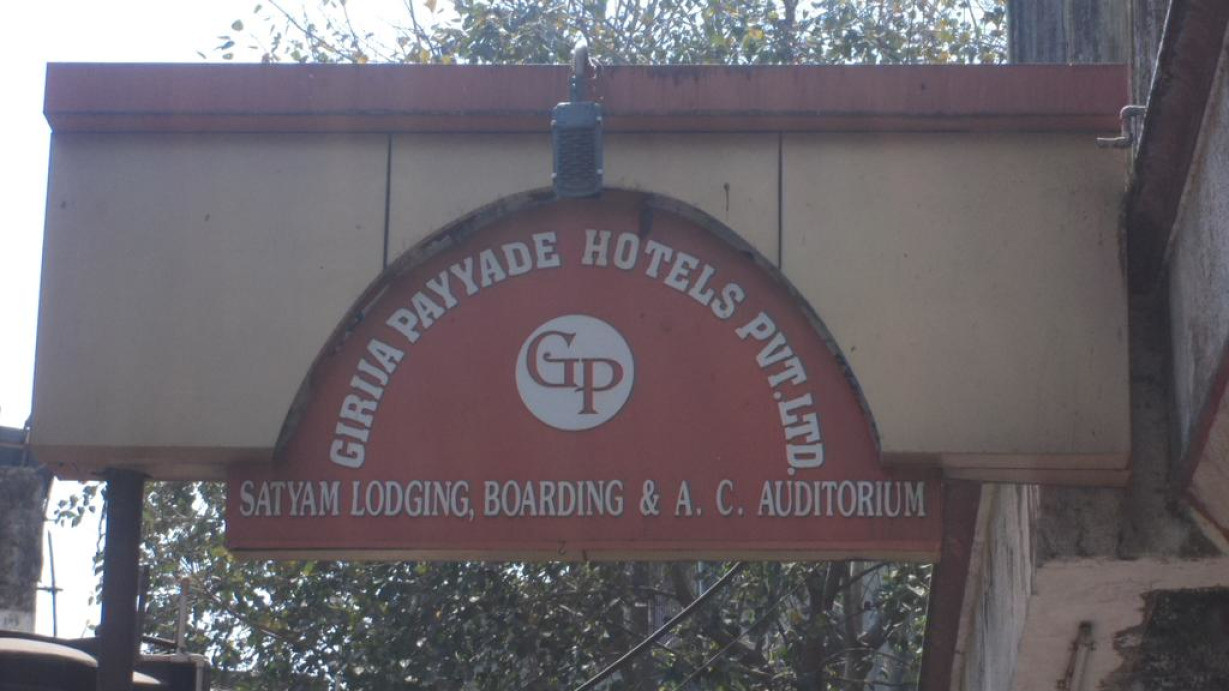 GIRIJA PAYYADE HOTELS PVT. LTD.
GP
SATYAM LODGING, BOARDING & A. C. AUDITORIUM